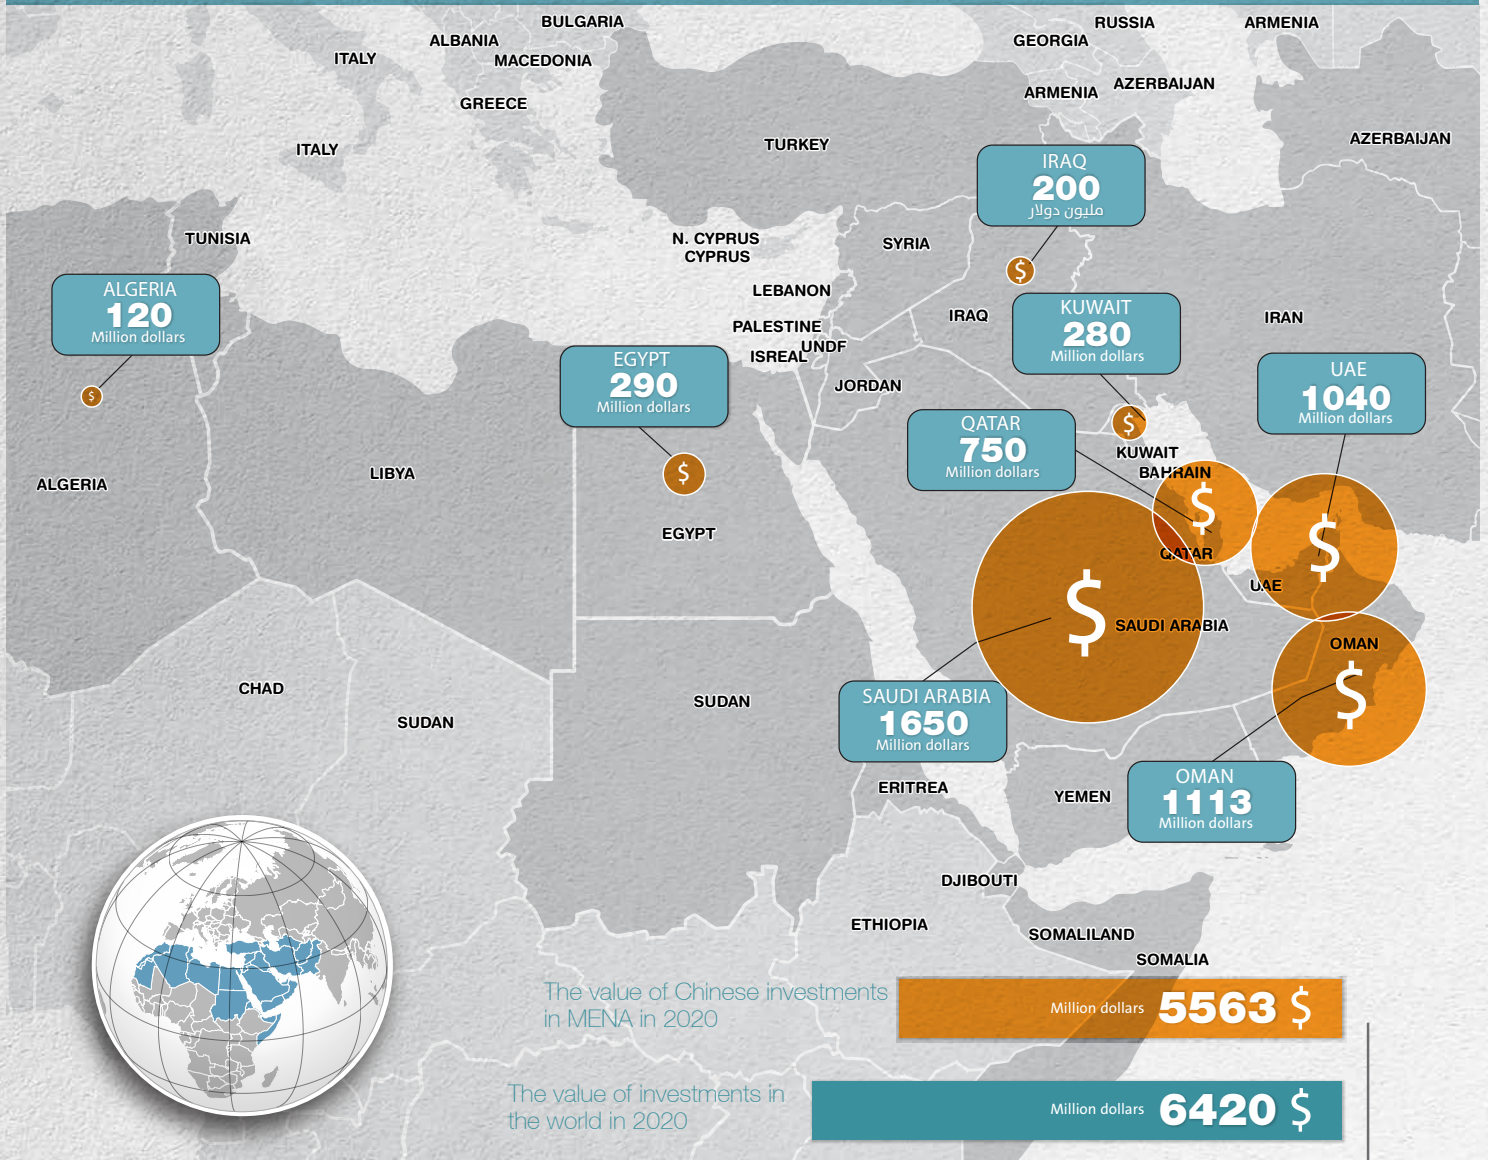 BULGARIA
RUSSIA
ARMENIA
ALBANIA
GEORGIA
ITALY
MACEDONIA
AZERBAIJAN
ARMENIA
GREECE
AZERBAIJAN
TURKEY
ITALY
IRAQ
200
مليون دولار
TUNISIA
N. CYPRUS
CYPRUS
SYRIA
ALGERIA
120
Million dollars
LEBANON
KUWAIT
280
Million dollars
IRAQ
IRAN
PALESTINE
UNDF
ISREAL
EGYPT
290
Million dollars
UAE
1040
Million dollars
JORDAN
QATAR
750
Million dollars
$
$
KUWAIT
BAHRAIN
ALGERIA
LIBYA
$
$
EGYPT
QATAR
$
UAE
$
SAUDI ARABIA
OMAN
$
$
CHAD
SUDAN
SUDAN
SAUDI ARABIA
1650
Million dollars
OMAN
1113
Million dollars
ERITREA
YEMEN
DJIBOUTI
ETHIOPIA
SOMALILAND
SOMALIA
The value of Chinese investments
in MENA in 2020
Million dollars 5563 $
The value of investments in
the world in 2020
Million dollars 6420 $